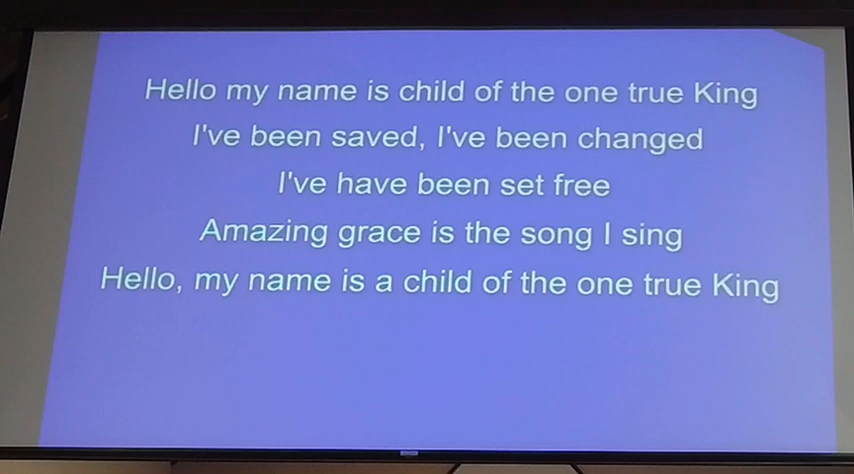 Hello my name is child of the one true King
I've been saved, I've been changed
I've have been set free
Amazing grace is the song I sing
Hello, my name is a child of the one true King